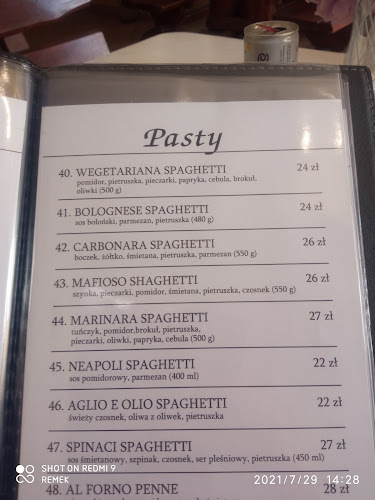 Pasty
40. WEGETARIANA SPAGHETTI 24 zł
pomidor, pietruszka, pieczarki, papryka, cebula, brokuł,
oliwki (500 g)
41. BOLOGNESE SPAGHETTI 24 zł
sos boloński, parmezan, pietruszka (480 g)
42. CARBONARA SPAGHETTI 26 zł
boczek, żółtko, śmietana, pietruszka, parmezan (550 g)
43. MAFIOSO SHAGHETTI 26 zł
szynka, pieczarki, pomidor, śmietana, pietruszka, czosnek (550 g)
44. MARINARA SPAGHETTI 27 zł
tuńczyk, pomidor,brokuł, pietruszka,
pieczarki, oliwki, papryka, cebula (500 g)
45. NEAPOLI SPAGHETTI 22 zł
sos pomidorowy, parmezan (400 ml)
46. AGLIO E OLIO SPAGHETTI 22 zł
świeży czosnek, oliwa z oliwek, pietruszka
47. SPINACI SPAGHETTI 27 zł
sos śmietanowy, szpinak, czosnek, ser pleśniowy, pietruszka (450 ml)
48. AL FORNO PENNE 28 zł
SHOT ON REDMI 9
REMEK
2021/7/29 14:28